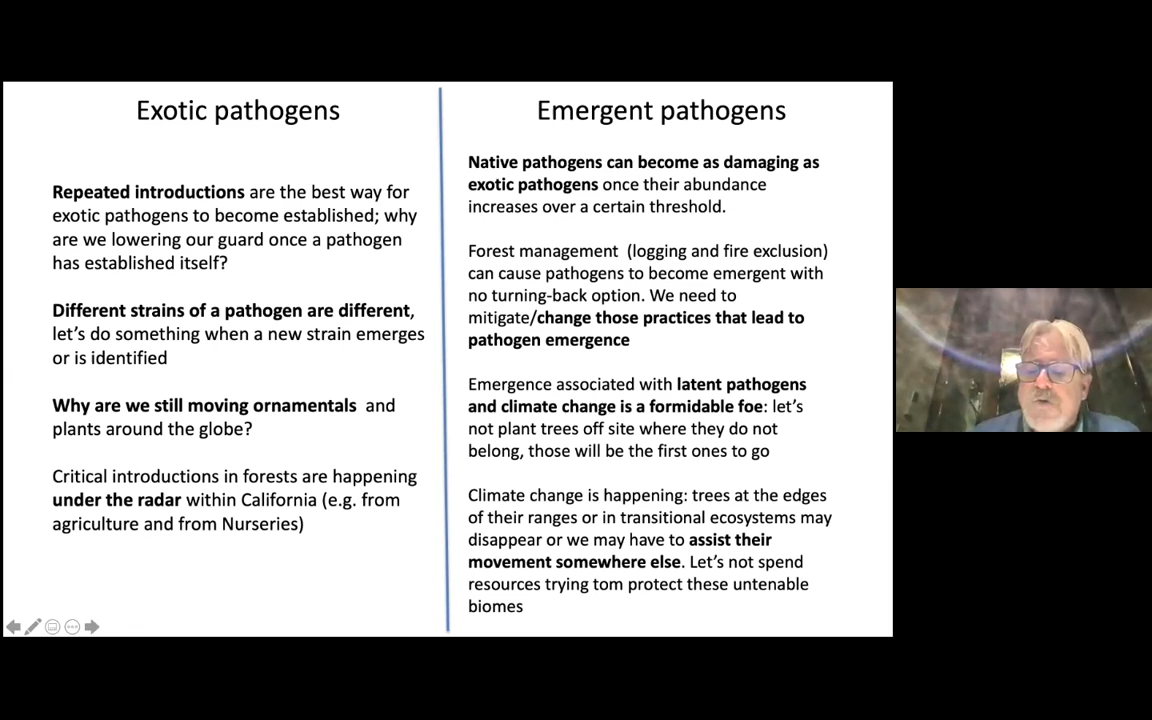 Exotic pathogens
Repeated introductions are the best way for
exotic pathogens to become established; why
are we lowering our guard once a pathogen
has established itself?
Different strains of a pathogen are different,
let's do something when a new strain emerges
or is identified
Why are we still moving ornamentals and
plants around the globe?
Critical introductions in forests are happening
under the radar within California (e.g. from
agriculture and from Nurseries)
Emergent pathogens
Native pathogens can become as damaging as
exotic pathogens once their abundance
increases over a certain threshold.
Forest management (logging and fire exclusion)
can cause pathogens to become emergent with
no turning-back option. We need to
mitigate/change those practices that lead to
pathogen emergence
Emergence associated with latent pathogens
and climate change is a formidable foe: let's
not plant trees off site where they do not
belong, those will be the first ones to go
Climate change is happening: trees at the edges
of their ranges or in transitional ecosystems may
disappear or we may have to assist their
movement somewhere else. Let's not spend
resources trying tom protect these untenable
biomes